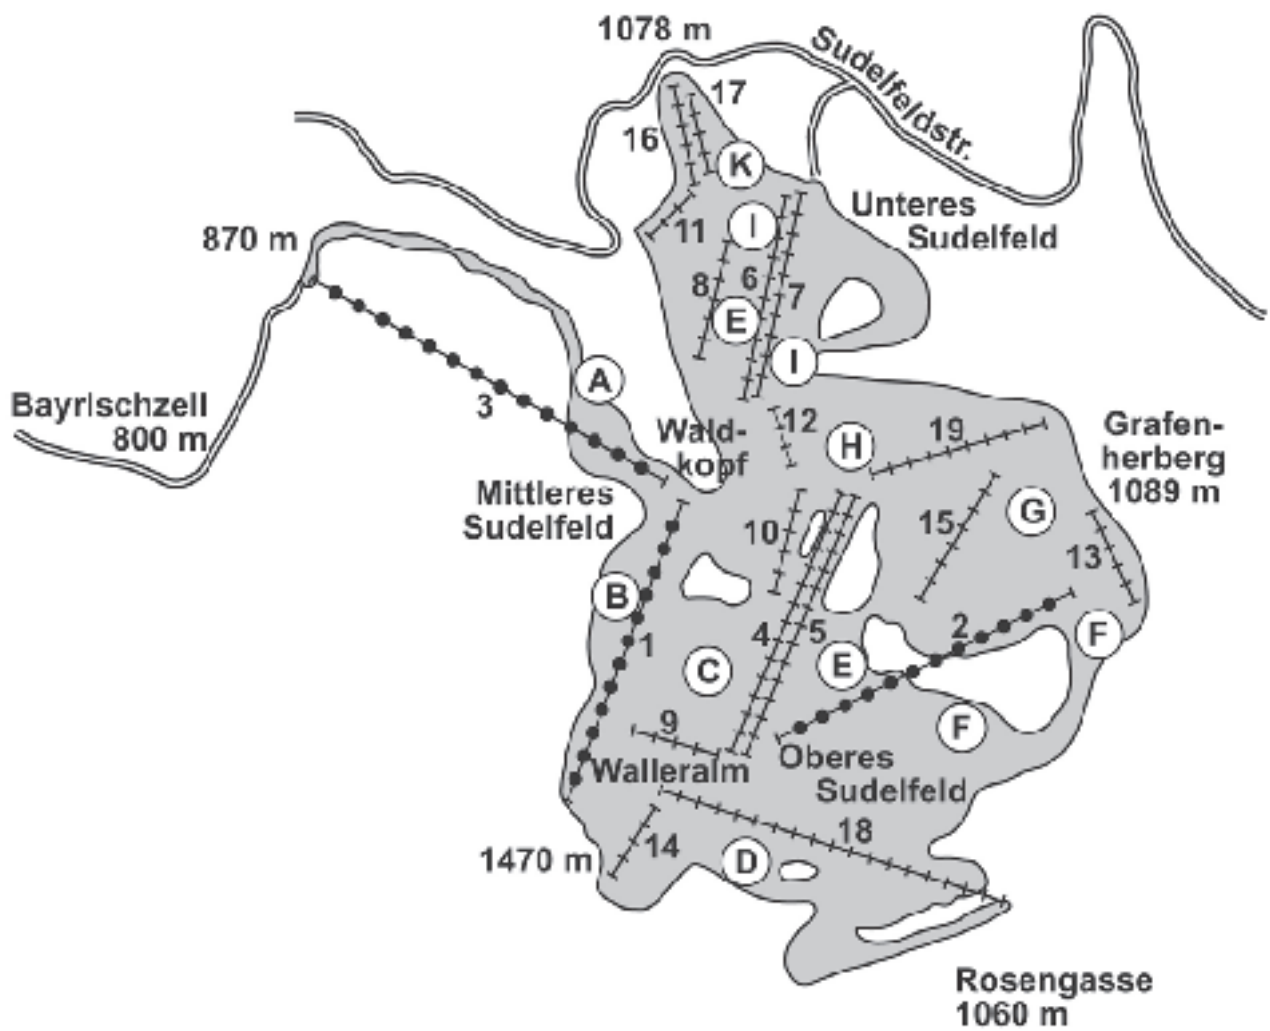 1078 m
Sudelfeldstr.
17
16
K
Unteres
Sudelfeld
I
11
870 m
8
6
7
E
I
A
3
Bayrischzell
800 m
Wald-
kopf
12
H
19
Grafen-
herberg
1089 m
Mittleres
Sudelfeld
10
15
G
13
B
1
4
5
2
F
C
E
9
F
Walleralm
Oberes
Sudelfeld
18
1470 m
14
D
Rosengasse
1060 m